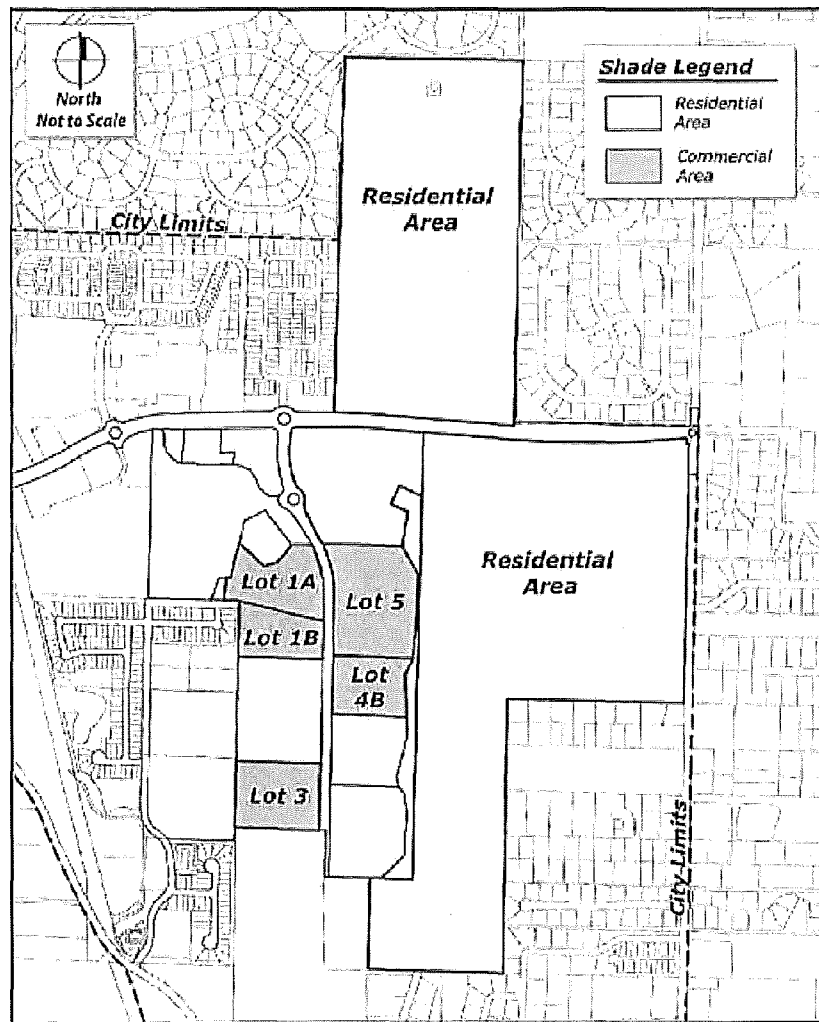 North
Not to Scale
Shade Legend
Residential
Area
Commercial
Area
Residential
Area
City Limits
Residential
Area
Lot 1A
Lot 5
Lot 1B
Lot
4B
Lot 3
City Limits